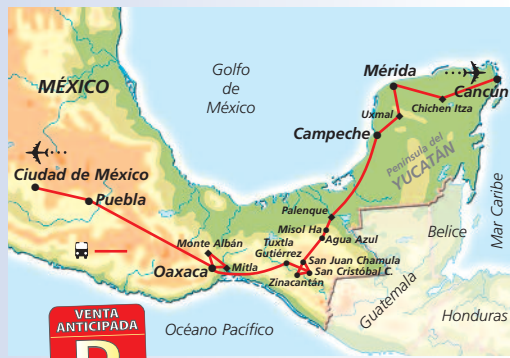 Golfo
de
México
MÉXICO
Mérida
Cancún
Chichen Itza
Uxmal
Campeche
Península del
YUCATÁN
Mar Caribe
Ciudad de México
Puebla
Palenque
Misol Ha
Agua Azul
Belice
Monte Albán
Tuxtla
Gutiérrez
San Juan Chamula
San Cristóbal C.
Oaxaca
Mitla
Zinacantán
Guatemala
Honduras
Océano Pacífico
VENTA
ANTICIPADA